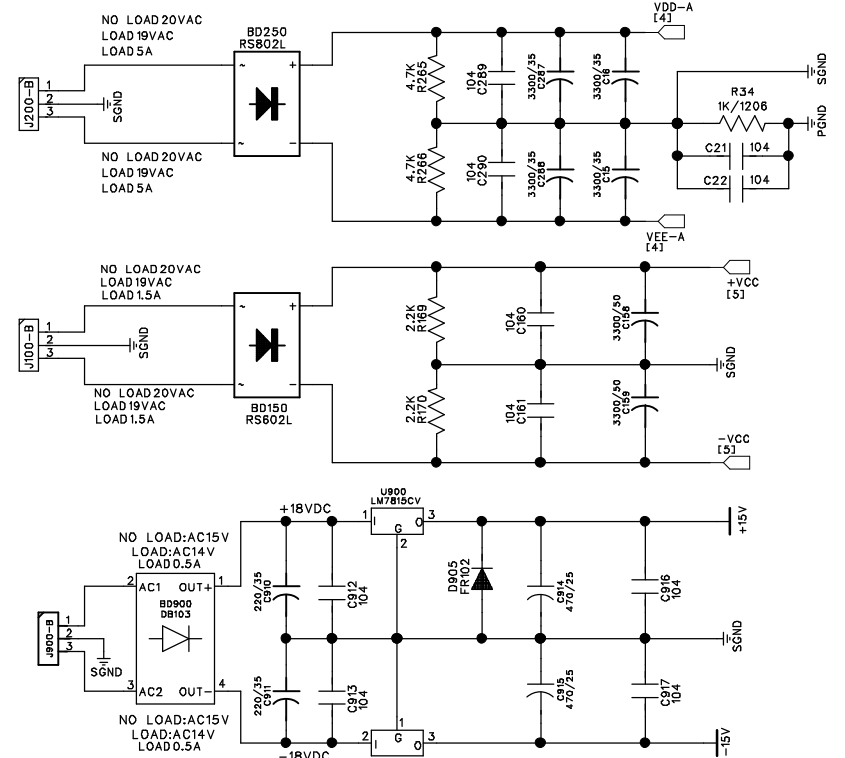 NO LOAD 20VAC
LOAD 19VAC
LOAD 5A
BD250
RS802L
VDD-A
[4]
J200-B
1
2
3
SGND
~
+
~
-
4.7K
R265
104
C289
3300/35
C287
3300/35
C16
SGND
R34
1K/1206
PGND
C21
104
C22
104
4.7K
R266
104
C290
3300/35
C288
3300/35
C15
NO LOAD 20VAC
LOAD 19VAC
LOAD 5A
VEE-A
[4]
NO LOAD 20VAC
LOAD 19VAC
LOAD 1.5A
+VCC
[5]
J100-B
1
2
3
SGND
~
+
~
-
BD150
RS602L
2.2K
R169
104
C160
3300/50
C158
SGND
2.2K
R170
104
C161
3300/50
C159
NO LOAD 20VAC
LOAD 19VAC
LOAD 1.5A
-VCC
[5]
U900
LM7815CV
+18VDC
1
I
G
O
3
2
+15V
NO LOAD:AC15V
LOAD:AC14V
LOAD 0.5A
2
AC1
OUT+
1
BD900
DB103
3
AC2
OUT-
4
J900-B
1
2
3
SGND
220/35
C910
C912
104
D905
FR102
C914
470/25
C916
104
SGND
220/35
C911
C913
104
C915
470/25
C917
104
NO LOAD:AC15V
LOAD:AC14V
LOAD 0.5A
-18VDC
2
I
G
1
O
3
-15V